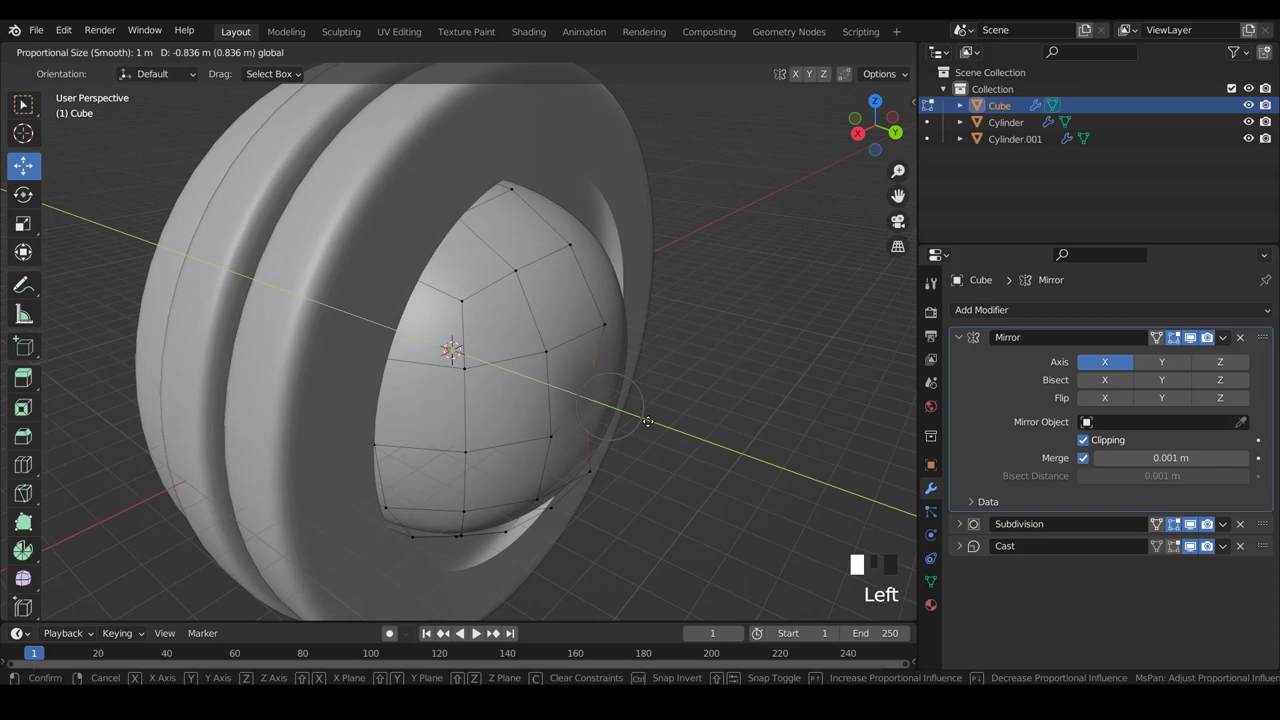 File Edit Render Window Help Layout Modeling Sculpting UV Editing Texture Paint Shading Animation Rendering Compositing Geometry Nodes Scripting + Scene ViewLayer
Proportional Size (Smooth): 1 m D: -0.836 m (0.836 m) global
Orientation: Default Drag: Select Box X Y Z Options
User Perspective
(1) Cube
Z
X
Y
Scene Collection
Collection
Cube
Cylinder
Cylinder.001
Cube > Mirror
Add Modifier
Mirror
Axis X Y Z
Bisect X Y Z
Flip X Y Z
Mirror Object
Clipping
Merge 0.001 m
Bisect Distance 0.001 m
Data
Subdivision
Cast
Left
Playback Keying View Marker 1 Start 1 End 250
1 20 40 60 80 100 120 140 160 180 200 220 240
Confirm Cancel X X Axis Y Y Axis Z Z Axis X X Plane Y Y Plane Z Z Plane C Clear Constraints Ctrl Snap Invert Snap Toggle Increase Proportional Influence Decrease Proportional Influence MsPan: Adjust Proportional Infl